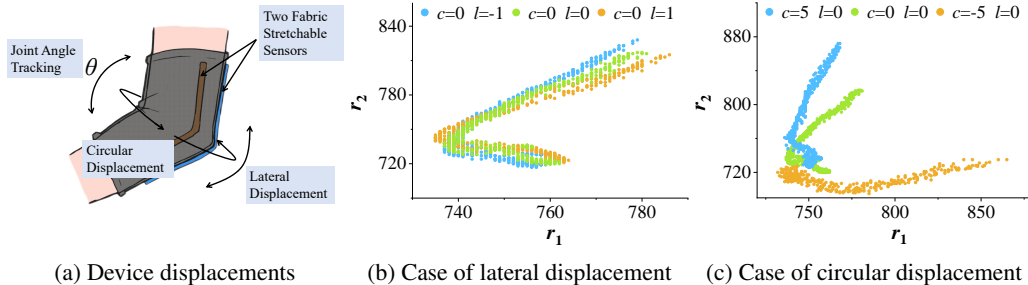 Joint Angle
Tracking
θ
Two Fabric
Stretchable
Sensors
Circular
Displacement
Lateral
Displacement
(a) Device displacements
c=0 l=-1 c=0 l=0 c=0 l=1
r₂
840
780
720
740 760 780
r₁
(b) Case of lateral displacement
c=5 l=0 c=0 l=0 c=-5 l=0
r₂
880
800
720
750 800 850
r₁
(c) Case of circular displacement